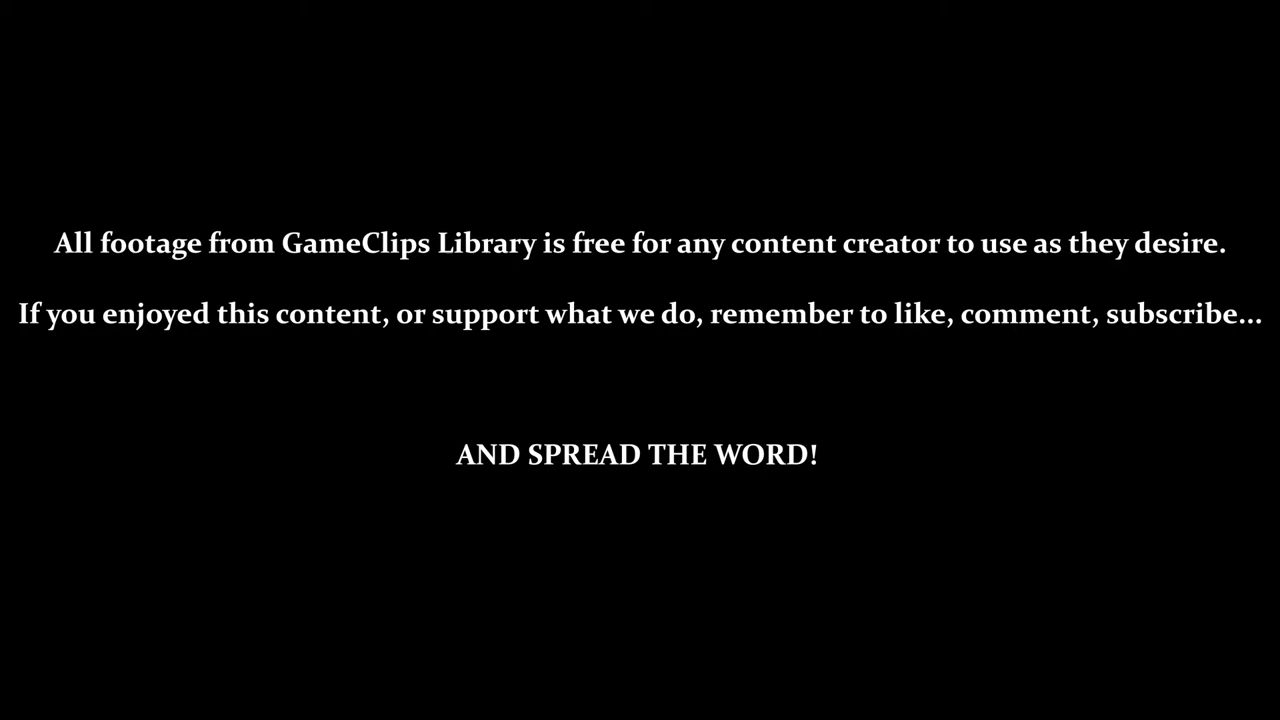 All footage from GameClips Library is free for any content creator to use as they desire.
If you enjoyed this content, or support what we do, remember to like, comment, subscribe...
AND SPREAD THE WORD!